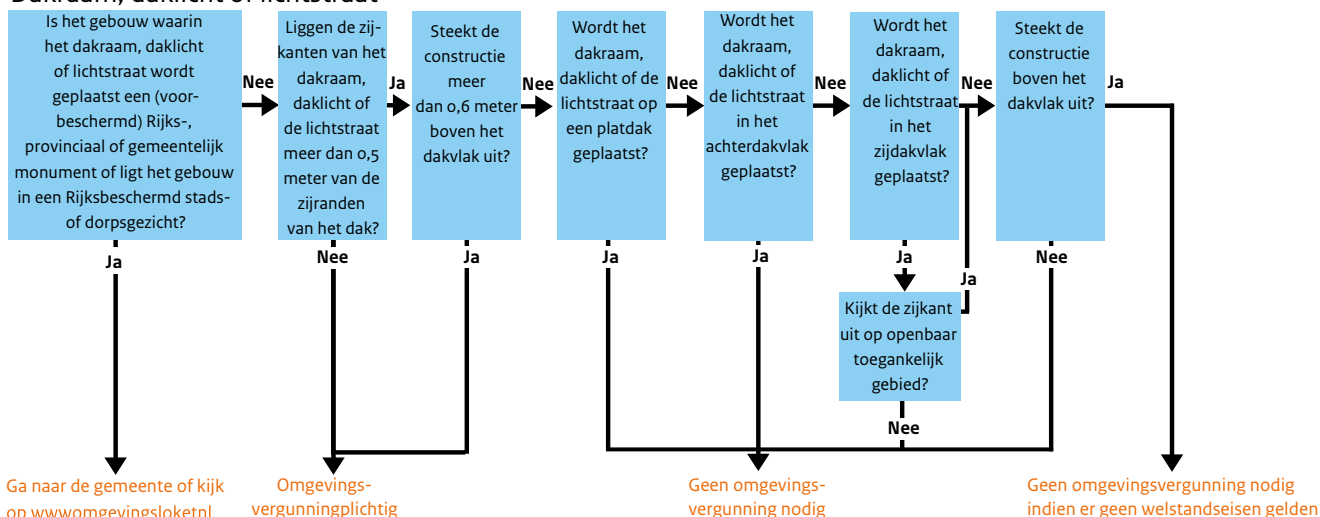 Dakraam, daklicht of lichtstraat
Is het gebouw waarin
het dakraam, daklicht
of lichtstraat wordt
geplaatst een (voor-
beschermd) Rijks-,
provinciaal of gemeentelijk
monument of ligt het gebouw
in een Rijksbeschermd stads-
of dorpsgezicht?
Nee
Ja
Liggen de zij-
kanten van het
dakraam,
daklicht of
de lichtstraat
meer dan 0,5
meter van de
zijranden
van het dak?
Ja
Nee
Steekt de
constructie
meer
dan 0,6 meter
boven het
dakvlak uit?
Nee
Ja
Wordt het
dakraam,
daklicht of de
lichtstraat op
een platdak
geplaatst?
Nee
Ja
Wordt het
dakraam,
daklicht of
de lichtstraat
in het
achterdakvlak
geplaatst?
Nee
Ja
Wordt het
dakraam,
daklicht of
de lichtstraat
in het
zijdakvlak
geplaatst?
Nee
Ja
Kijkt de zijkant
uit op openbaar
toegankelijk
gebied?
Ja
Nee
Steekt de
constructie
boven het
dakvlak uit?
Ja
Nee
Ga naar de gemeente of kijk
op wwwomgevingsloketnl
Omgevings-
vergunningplichtig
Geen omgevings-
vergunning nodig
Geen omgevingsvergunning nodig
indien er geen welstandseisen gelden